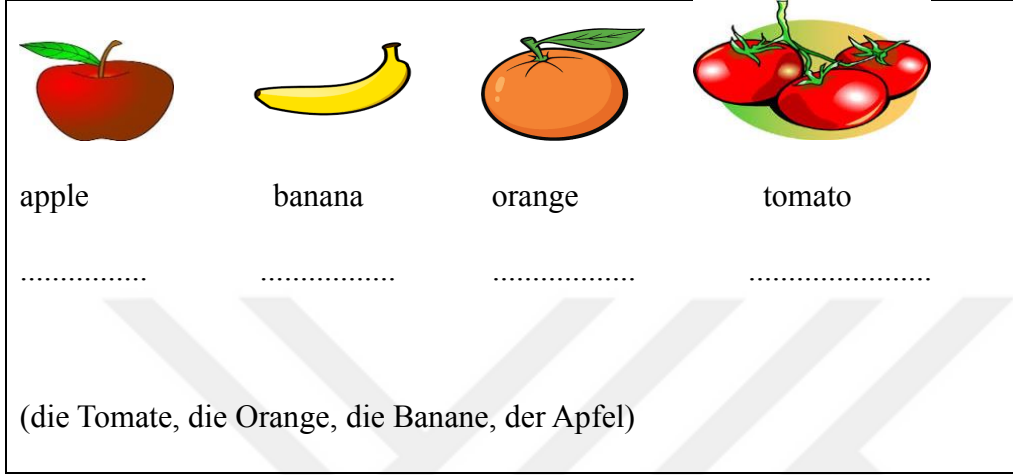 apple banana orange tomato
................ ................. .................. .......................
(die Tomate, die Orange, die Banane, der Apfel)